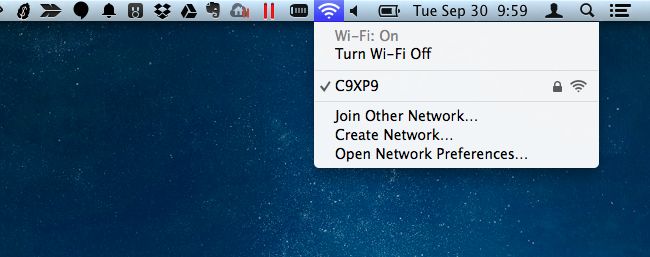 Tue Sep 30 9:59
Wi-Fi: On
Turn Wi-Fi Off
C9XP9
Join Other Network...
Create Network...
Open Network Preferences...